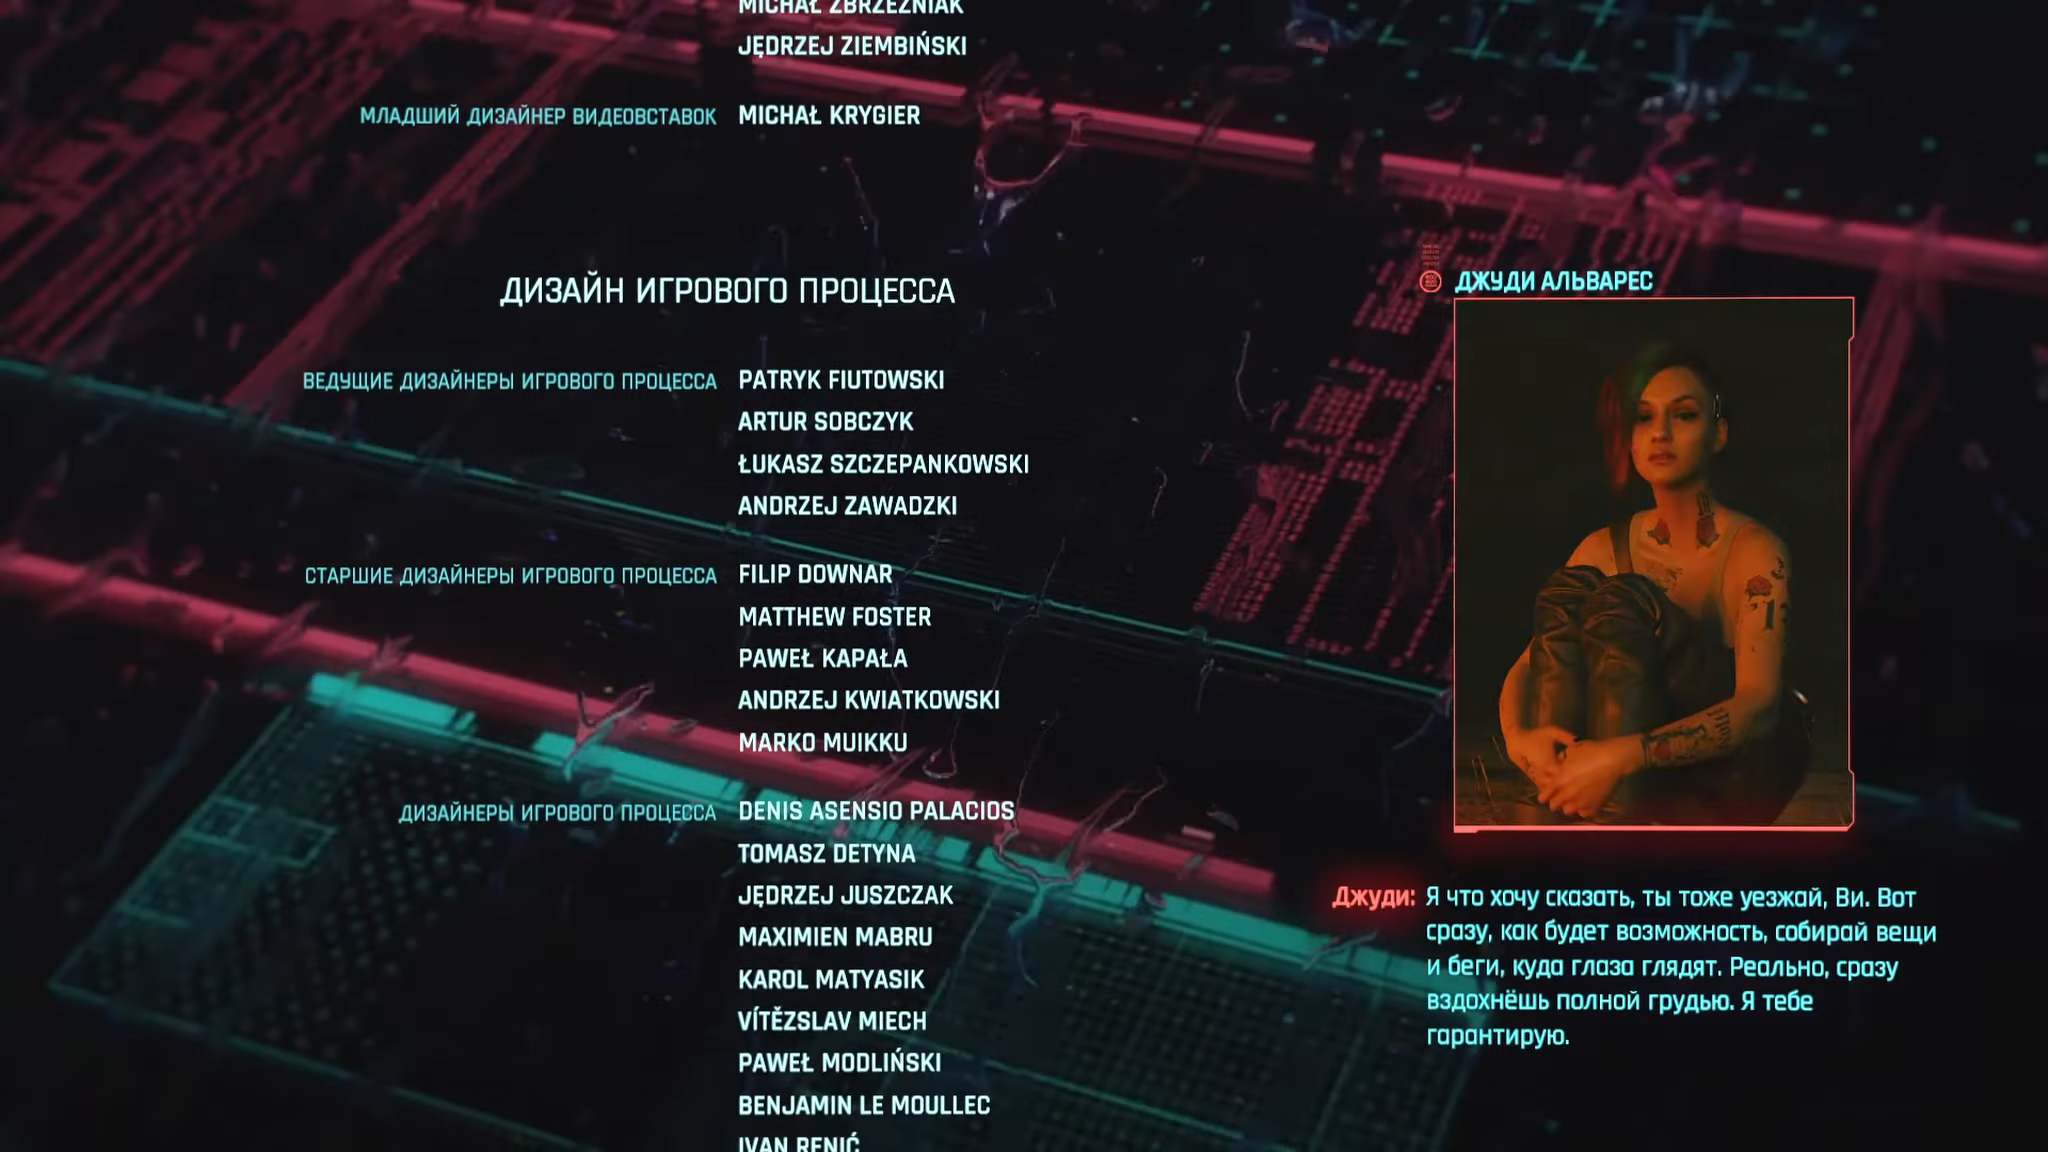 MICHAŁ ZBRZEŹNIAK
JĘDRZEJ ZIEMBIŃSKI
МЛАДШИЙ ДИЗАЙНЕР ВИДЕОВСТАВОК MICHAŁ KRYGIER
ДИЗАЙН ИГРОВОГО ПРОЦЕССА
ВЕДУЩИЕ ДИЗАЙНЕРЫ ИГРОВОГО ПРОЦЕССА PATRYK FIUTOWSKI
ARTUR SOBCZYK
ŁUKASZ SZCZEPANKOWSKI
ANDRZEJ ZAWADZKI
СТАРШИЕ ДИЗАЙНЕРЫ ИГРОВОГО ПРОЦЕССА FILIP DOWNAR
MATTHEW FOSTER
PAWEŁ KAPAŁA
ANDRZEJ KWIATKOWSKI
MARKO MUIKKU
ДИЗАЙНЕРЫ ИГРОВОГО ПРОЦЕССА DENIS ASENSIO PALACIOS
TOMASZ DETYNA
JĘDRZEJ JUSZCZAK
MAXIMIEN MABRU
KAROL MATYASIK
VÍTĚZSLAV MIECH
PAWEŁ MODLIŃSKI
BENJAMIN LE MOULLEC
IVAN RENIĆ
ДЖУДИ АЛЬВАРЕС
Джуди: Я что хочу сказать, ты тоже уезжай, Ви. Вот
сразу, как будет возможность, собирай вещи
и беги, куда глаза глядят. Реально, сразу
вздохнёшь полной грудью. Я тебе
гарантирую.